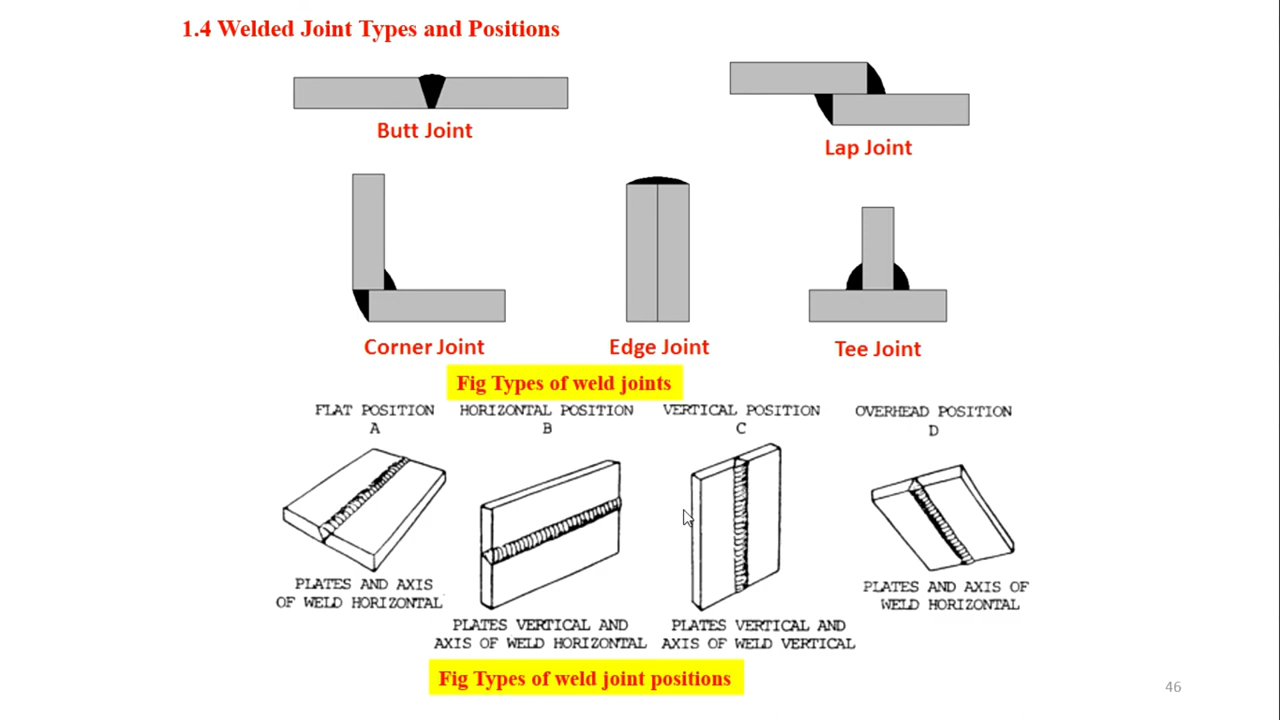 1.4 Welded Joint Types and Positions
Butt Joint
Lap Joint
Corner Joint
Edge Joint
Tee Joint
Fig Types of weld joints
FLAT POSITION
A
HORIZONTAL POSITION
B
VERTICAL POSITION
C
OVERHEAD POSITION
D
PLATES AND AXIS
OF WELD HORIZONTAL
PLATES VERTICAL AND
AXIS OF WELD HORIZONTAL
PLATES VERTICAL AND
AXIS OF WELD VERTICAL
PLATES AND AXIS OF
WELD HORIZONTAL
Fig Types of weld joint positions
46